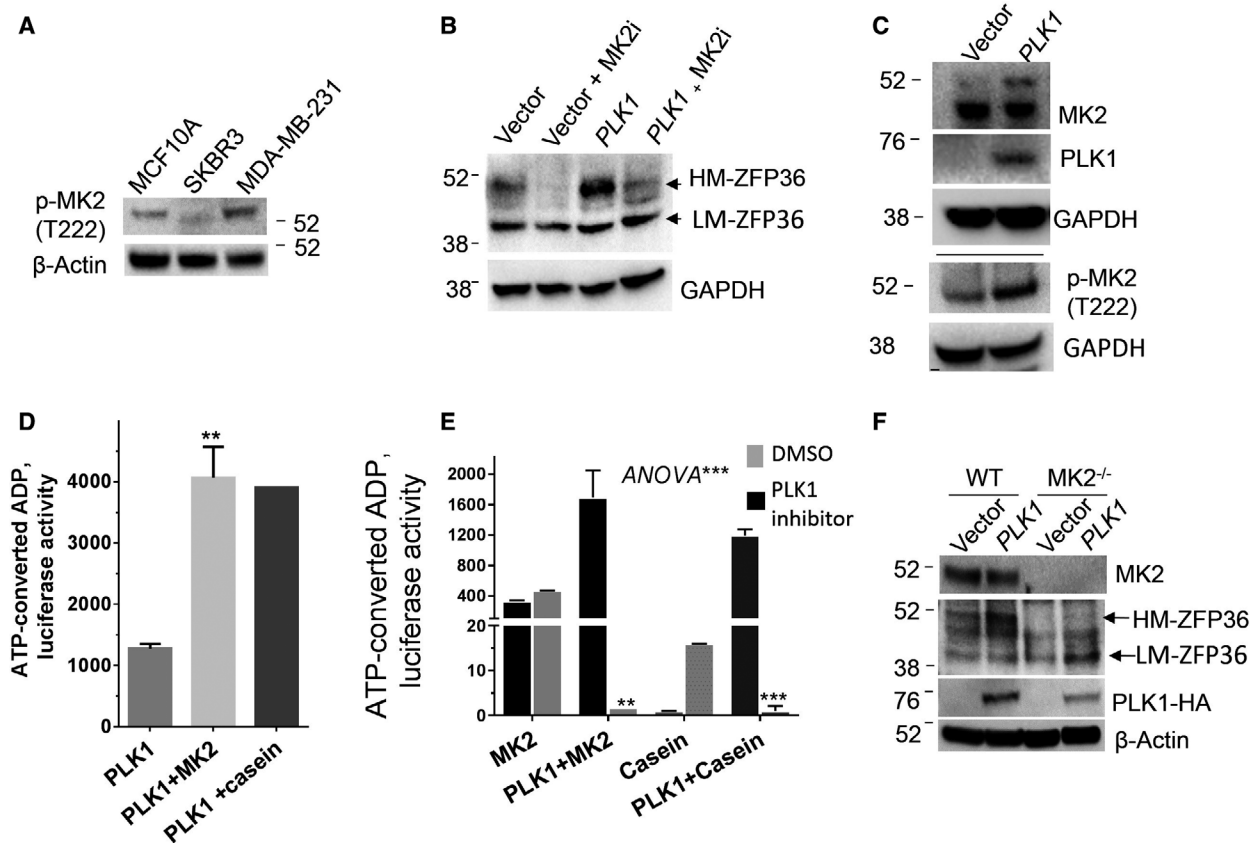 A
MCF10A
SKBR3
MDA-MB-231
p-MK2
(T222)
52
52
β-Actin
B
Vector
Vector + MK2i
PLK1
PLK1 + MK2i
52
HM-ZFP36
LM-ZFP36
38
38
GAPDH
C
Vector
PLK1
52
MK2
76
PLK1
38
GAPDH
52
p-MK2
(T222)
38
GAPDH
D
ATP-converted ADP,
luciferase activity
4000
3000
2000
1000
0
**
PLK1
PLK1+MK2
PLK1 +casein
E
ATP-converted ADP,
luciferase activity
2000
1600
1200
800
400
20
15
10
5
0
ANOVA***
DMSO
PLK1
inhibitor
**
***
MK2
PLK1+MK2
Casein
PLK1+Casein
F
WT
MK2-/-
Vector
PLK1
Vector
PLK1
52
MK2
52
HM-ZFP36
LM-ZFP36
38
76
PLK1-HA
52
β-Actin